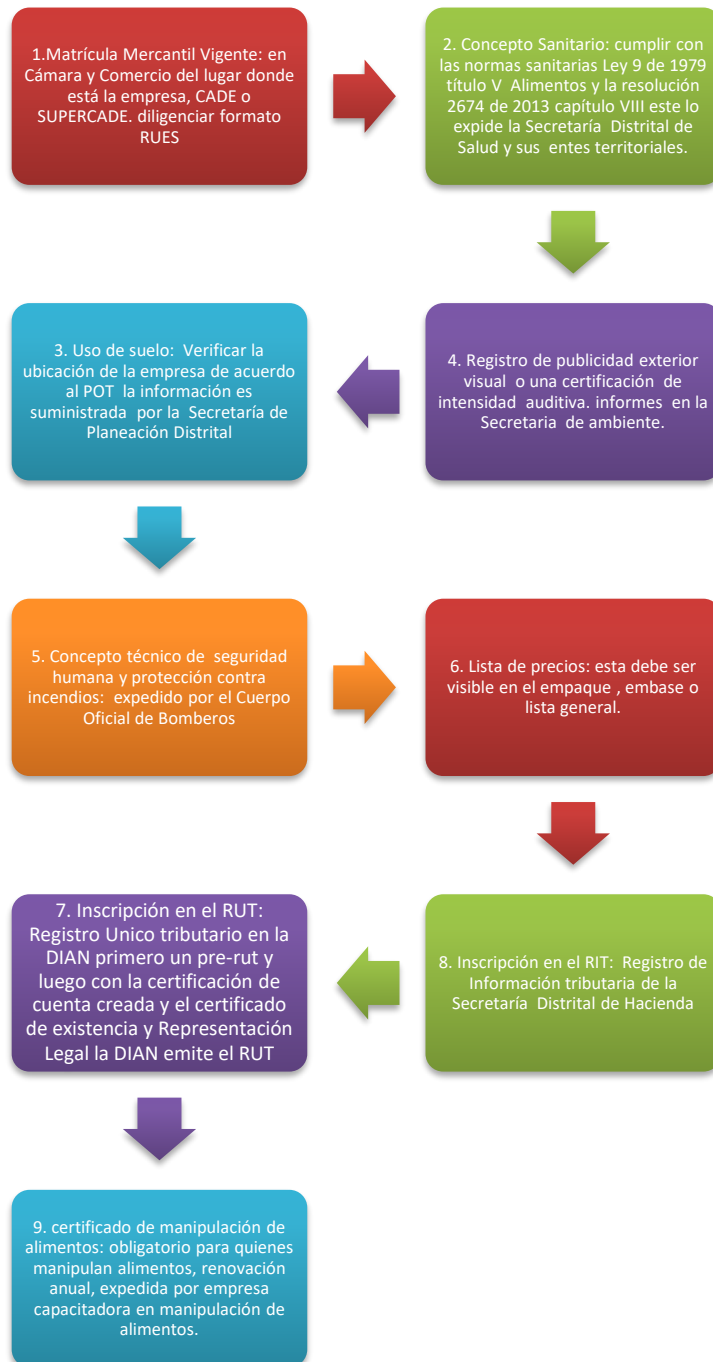 1.Matrícula Mercantil Vigente: en
Cámara y Comercio del lugar donde
está la empresa, CADE o
SUPERCADE. diligenciar formato
RUES
2. Concepto Sanitario: cumplir con
las normas sanitarias Ley 9 de 1979
título V Alimentos y la resolución
2674 de 2013 capítulo VIII este lo
expide la Secretaría Distrital de
Salud y sus entes territoriales.
3. Uso de suelo: Verificar la
ubicación de la empresa de acuerdo
al POT la información es
suministrada por la Secretaría de
Planeación Distrital
4. Registro de publicidad exterior
visual o una certificación de
intensidad auditiva. informes en la
Secretaria de ambiente.
5. Concepto técnico de seguridad
humana y protección contra
incendios: expedido por el Cuerpo
Oficial de Bomberos
6. Lista de precios: esta debe ser
visible en el empaque , embase o
lista general.
7. Inscripción en el RUT:
Registro Unico tributario en la
DIAN primero un pre-rut y
luego con la certificación de
cuenta creada y el certificado
de existencia y Representación
Legal la DIAN emite el RUT
8. Inscripción en el RIT: Registro de
Información tributaria de la
Secretaría Distrital de Hacienda
9. certificado de manipulación de
alimentos: obligatorio para quienes
manipulan alimentos, renovación
anual, expedida por empresa
capacitadora en manipulación de
alimentos.